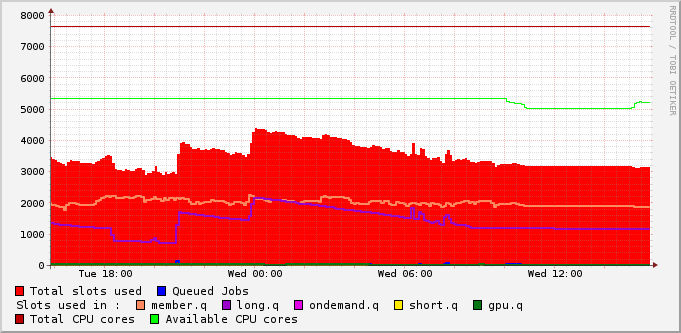 8000
7000
6000
5000
4000
3000
2000
1000
0
Tue 18:00 Wed 00:00 Wed 06:00 Wed 12:00
Total slots used Queued Jobs
Slots used in : member.q long.q ondemand.q short.q gpu.q
Total CPU cores Available CPU cores
RRDTOOL / TOBI OETIKER